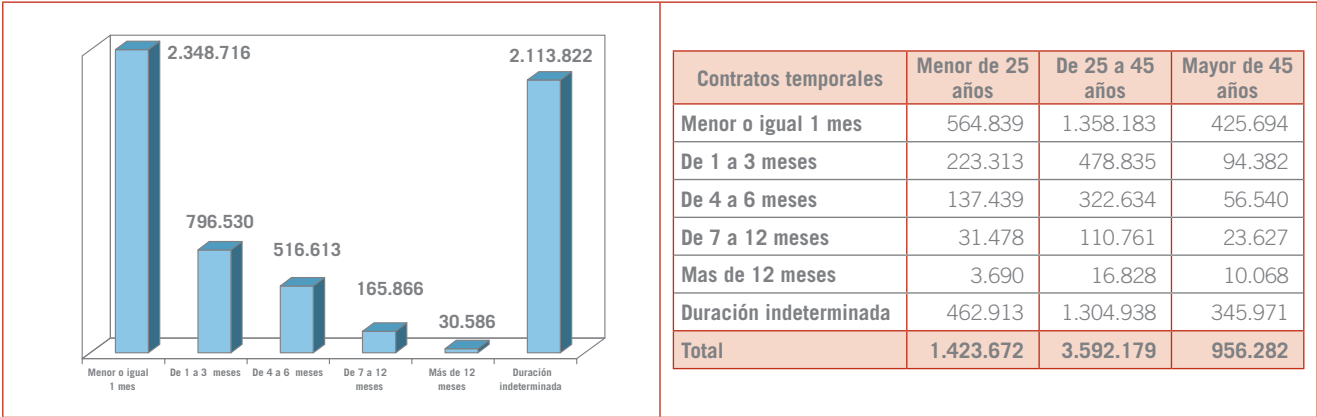 2.348.716
2.113.822
796.530
516.613
165.866
30.586
Menor o igual
1 mes
De 1 a 3 meses
De 4 a 6 meses
De 7 a 12
meses
Más de 12
meses
Duración
indeterminada
Contratos temporales Menor de 25 años De 25 a 45 años Mayor de 45 años
Menor o igual 1 mes 564.839 1.358.183 425.694
De 1 a 3 meses 223.313 478.835 94.382
De 4 a 6 meses 137.439 322.634 56.540
De 7 a 12 meses 31.478 110.761 23.627
Mas de 12 meses 3.690 16.828 10.068
Duración indeterminada 462.913 1.304.938 345.971
Total 1.423.672 3.592.179 956.282